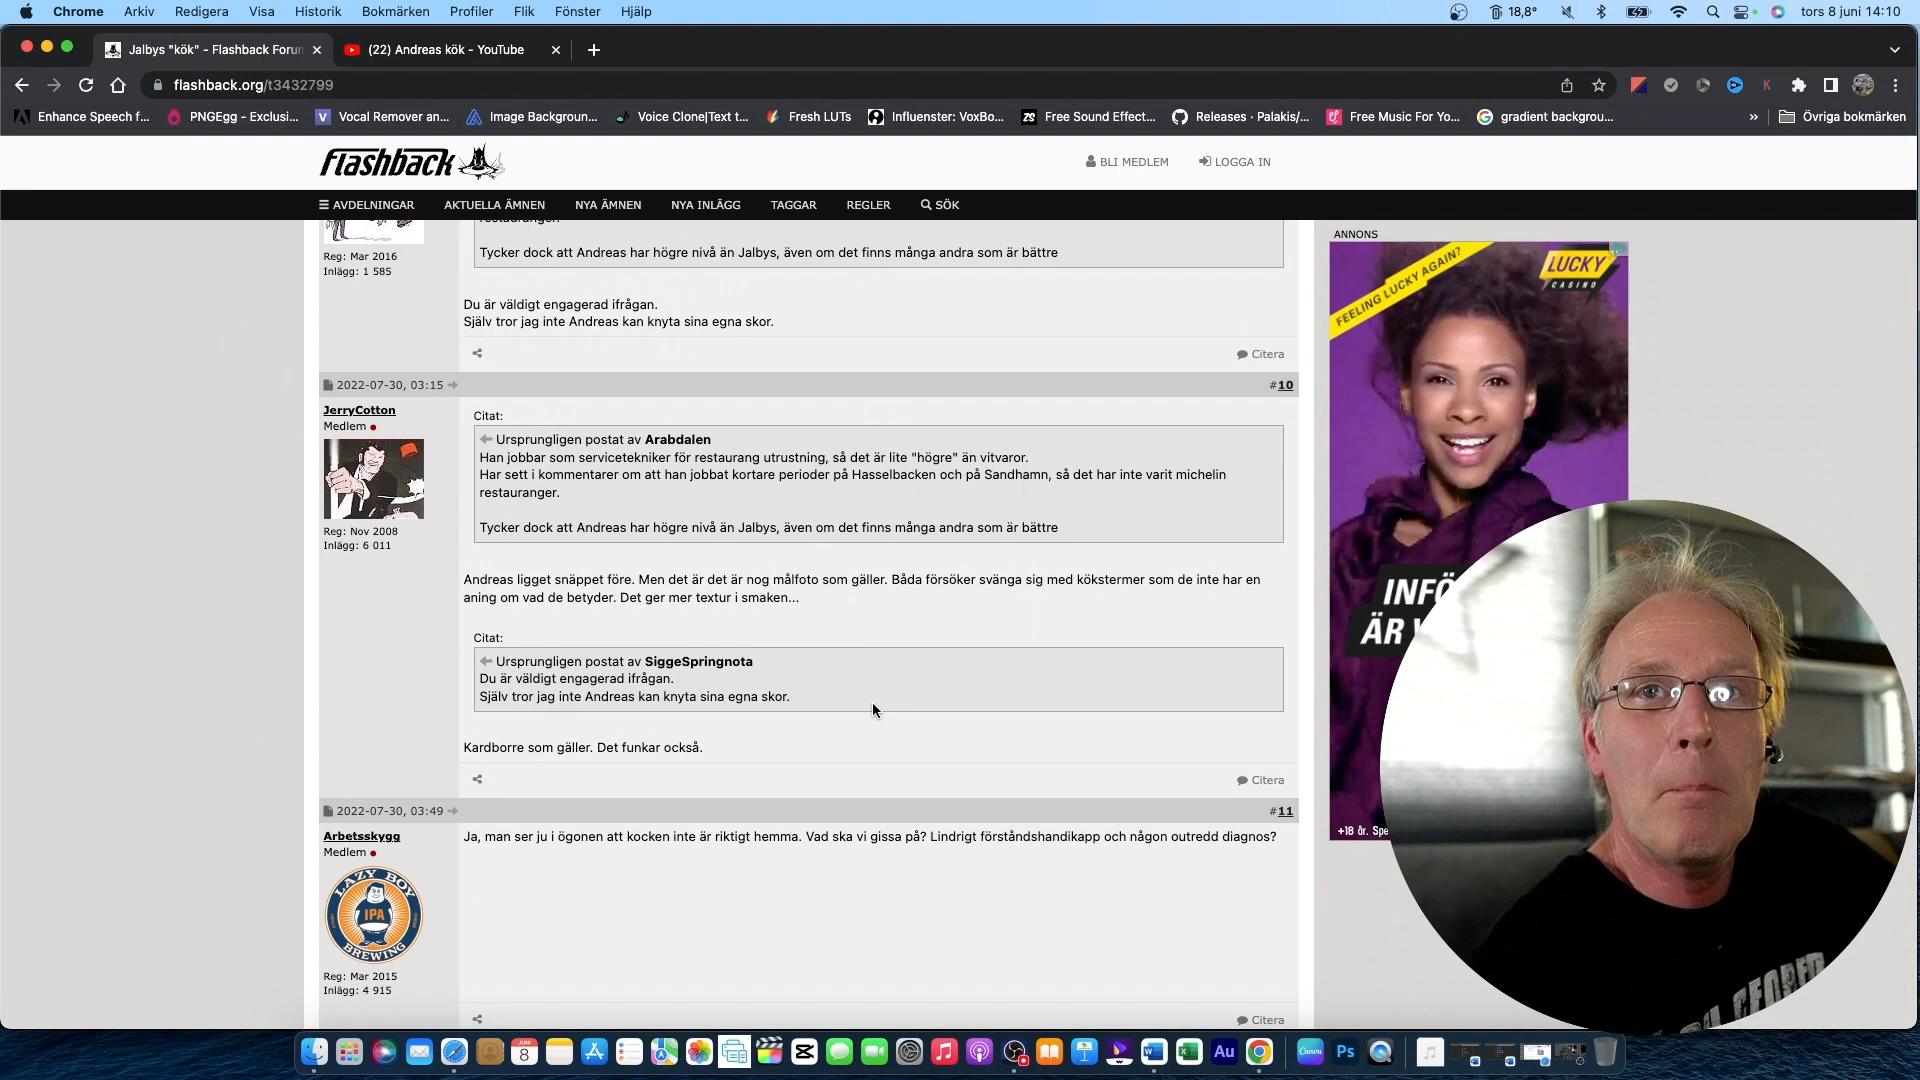 Chrome Arkiv Redigera Visa Historik Bokmärken Profiler Flik Fönster Hjälp 18,8° tors 8 juni 14:10
Jalbys "kök" - Flashback Forun (22) Andreas kök - YouTube
flashback.org/t3432799
Enhance Speech f... PNGEgg - Exclusi... Vocal Remover an... Image Backgroun... Voice Clone|Text t... Fresh LUTs Influenster: VoxBo... Free Sound Effect... Releases · Palakis/... Free Music For Yo... gradient backgrou... » Övriga bokmärken
flashback BLI MEDLEM LOGGA IN
AVDELNINGAR AKTUELLA ÄMNEN NYA ÄMNEN NYA INLÄGG TAGGAR REGLER SÖK
restauranger.
Tycker dock att Andreas har högre nivå än Jalbys, även om det finns många andra som är bättre
Reg: Mar 2016
Inlägg: 1 585
Du är väldigt engagerad ifrågan.
Själv tror jag inte Andreas kan knyta sina egna skor.
Citera
2022-07-30, 03:15 #10
JerryCotton
Medlem
Reg: Nov 2008
Inlägg: 6 011
Citat:
Ursprungligen postat av Arabdalen
Han jobbar som servicetekniker för restaurang utrustning, så det är lite "högre" än vitvaror.
Har sett i kommentarer om att han jobbat kortare perioder på Hasselbacken och på Sandhamn, så det har inte varit michelin
restauranger.
Tycker dock att Andreas har högre nivå än Jalbys, även om det finns många andra som är bättre
Andreas ligget snäppet före. Men det är det är nog målfoto som gäller. Båda försöker svänga sig med kökstermer som de inte har en
aning om vad de betyder. Det ger mer textur i smaken...
Citat:
Ursprungligen postat av SiggeSpringnota
Du är väldigt engagerad ifrågan.
Själv tror jag inte Andreas kan knyta sina egna skor.
Kardborre som gäller. Det funkar också.
Citera
2022-07-30, 03:49 #11
Arbetsskygg
Medlem
LAZY BOY
IPA
BREWING
Reg: Mar 2015
Inlägg: 4 915
Ja, man ser ju i ögonen att kocken inte är riktigt hemma. Vad ska vi gissa på? Lindrigt förståndshandikapp och någon outredd diagnos?
Citera
ANNONS
FEELING LUCKY AGAIN?
LUCKY
CASINO
INFÖ
ÄR V
+18 år. Spe
JUNI
8
Au
Canva
Ps